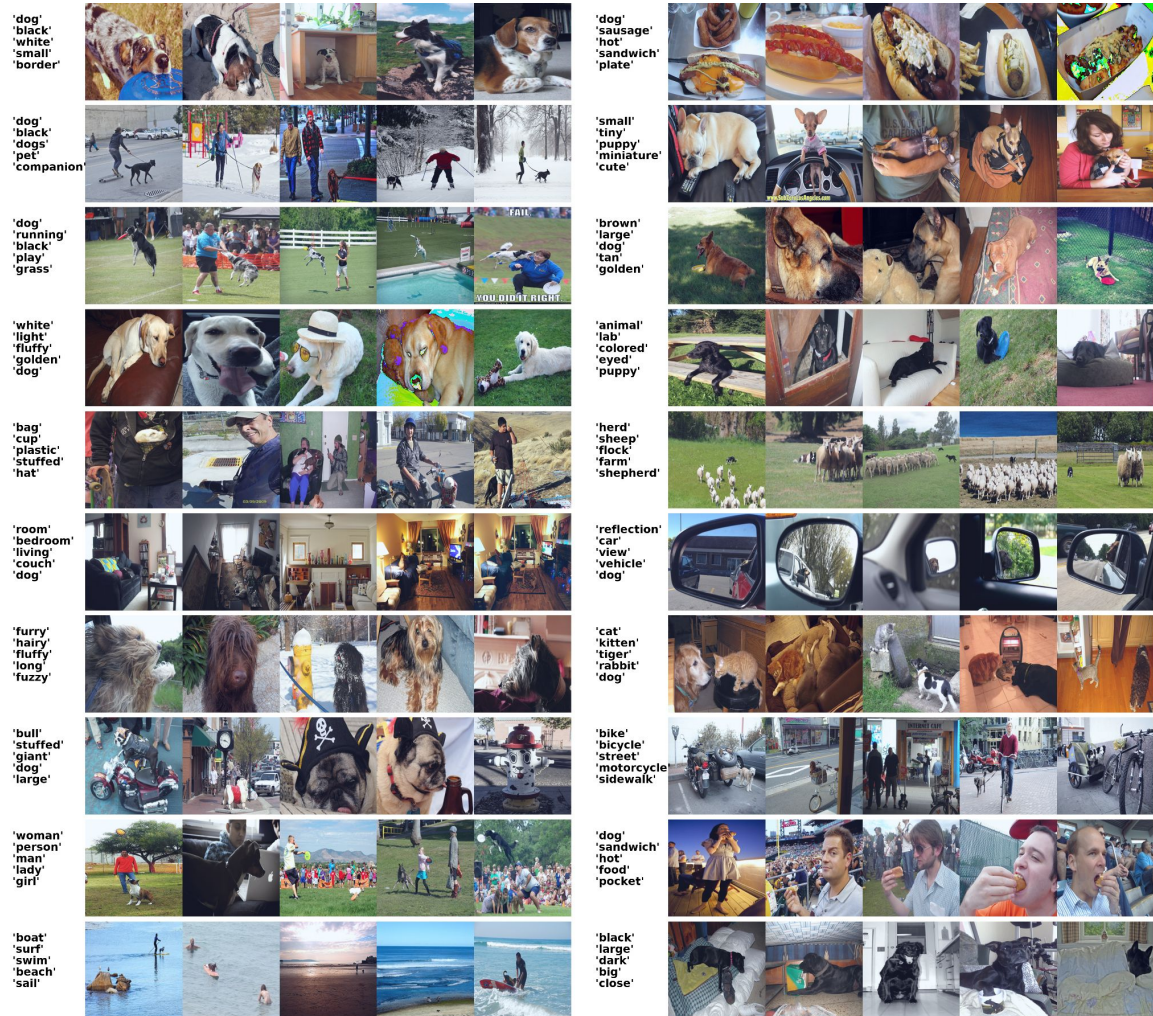 'dog'
'black'
'white'
'small'
'border'
'dog'
'sausage'
'hot'
'sandwich'
'plate'
'dog'
'black'
'dogs'
'pet'
'companion'
'small'
'tiny'
'puppy'
'miniature'
'cute'
'dog'
'running'
'black'
'play'
'grass'
FAIL
YOU DID IT RIGHT
'brown'
'large'
'dog'
'tan'
'golden'
'white'
'light'
'fluffy'
'golden'
'dog'
'animal'
'lab'
'colored'
'eyed'
'puppy'
'bag'
'cup'
'plastic'
'stuffed'
'hat'
'herd'
'sheep'
'flock'
'farm'
'shepherd'
'room'
'bedroom'
'living'
'couch'
'dog'
'reflection'
'car'
'view'
'vehicle'
'dog'
'furry'
'hairy'
'fluffy'
'long'
'fuzzy'
'cat'
'kitten'
'tiger'
'rabbit'
'dog'
'bull'
'stuffed'
'giant'
'dog'
'large'
'bike'
'bicycle'
'street'
'motorcycle'
'sidewalk'
INTERNET CAFE
'woman'
'person'
'man'
'lady'
'girl'
'dog'
'sandwich'
'hot'
'food'
'pocket'
'boat'
'surf'
'swim'
'beach'
'sail'
'black'
'large'
'dark'
'big'
'close'